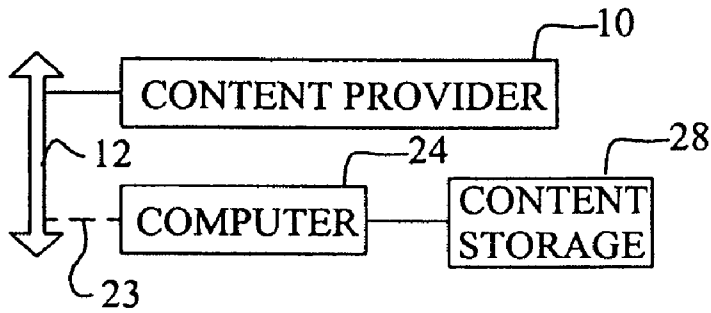 10
CONTENT PROVIDER
12
24
28
COMPUTER
CONTENT
STORAGE
23